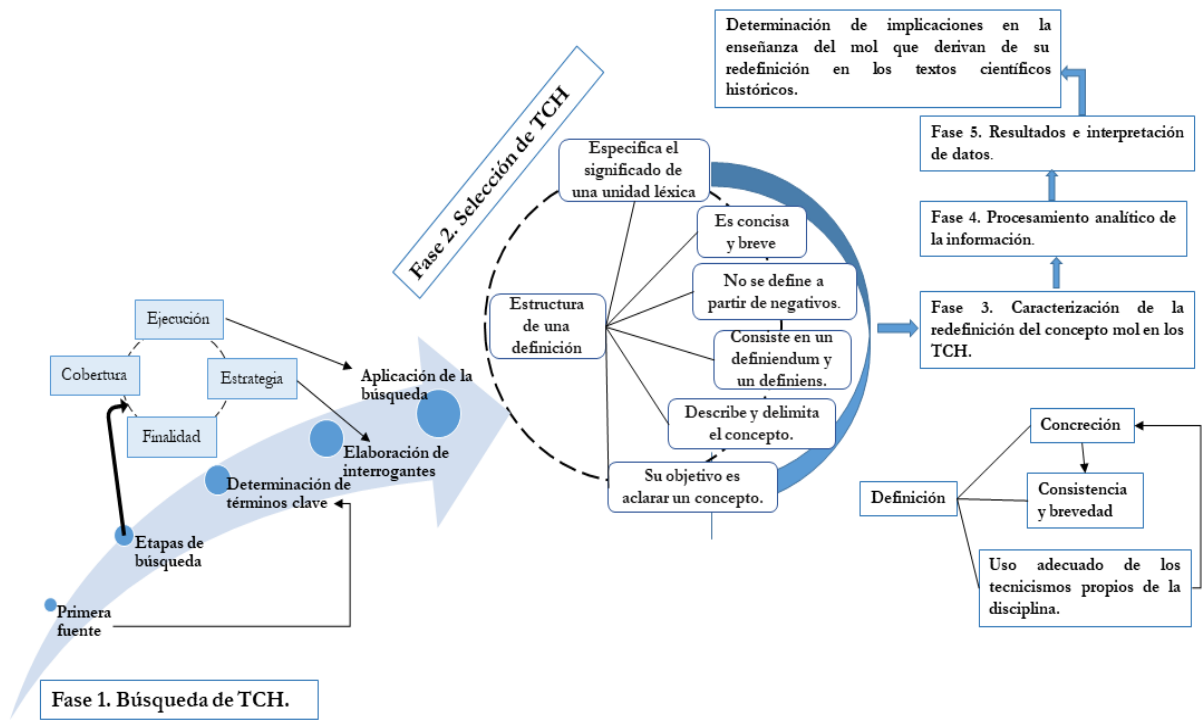 Fase 1. Búsqueda de TCH.
Primera
fuente
Etapas de
búsqueda
Determinación de
términos clave
Elaboración de
interrogantes
Aplicación de la
búsqueda
Ejecución
Cobertura
Estrategia
Finalidad
Fase 2. Selección de TCH
Estructura
de una
definición
Especifica el
significado de
una unidad léxica
Es concisa
y breve
No se define a
partir de negativos.
Consiste en un
definiendum y
un definiens.
Describe y delimita
el concepto.
Su objetivo es
aclarar un concepto.
Fase 3. Caracterización de la
redefinición del concepto mol en los
TCH.
Fase 4. Procesamiento analítico de
la información.
Fase 5. Resultados e interpretación
de datos.
Determinación de implicaciones en la
enseñanza del mol que derivan de su
redefinición en los textos científicos
históricos.
Definición
Concreción
Consistencia
y brevedad
Uso adecuado de los
tecnicismos propios de la
disciplina.